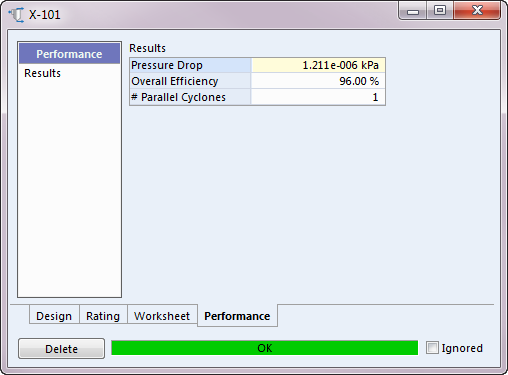 X-101
Performance
Results
Results
Pressure Drop 1.211e-006 kPa
Overall Efficiency 96.00 %
# Parallel Cyclones 1
Design Rating Worksheet Performance
Delete OK Ignored